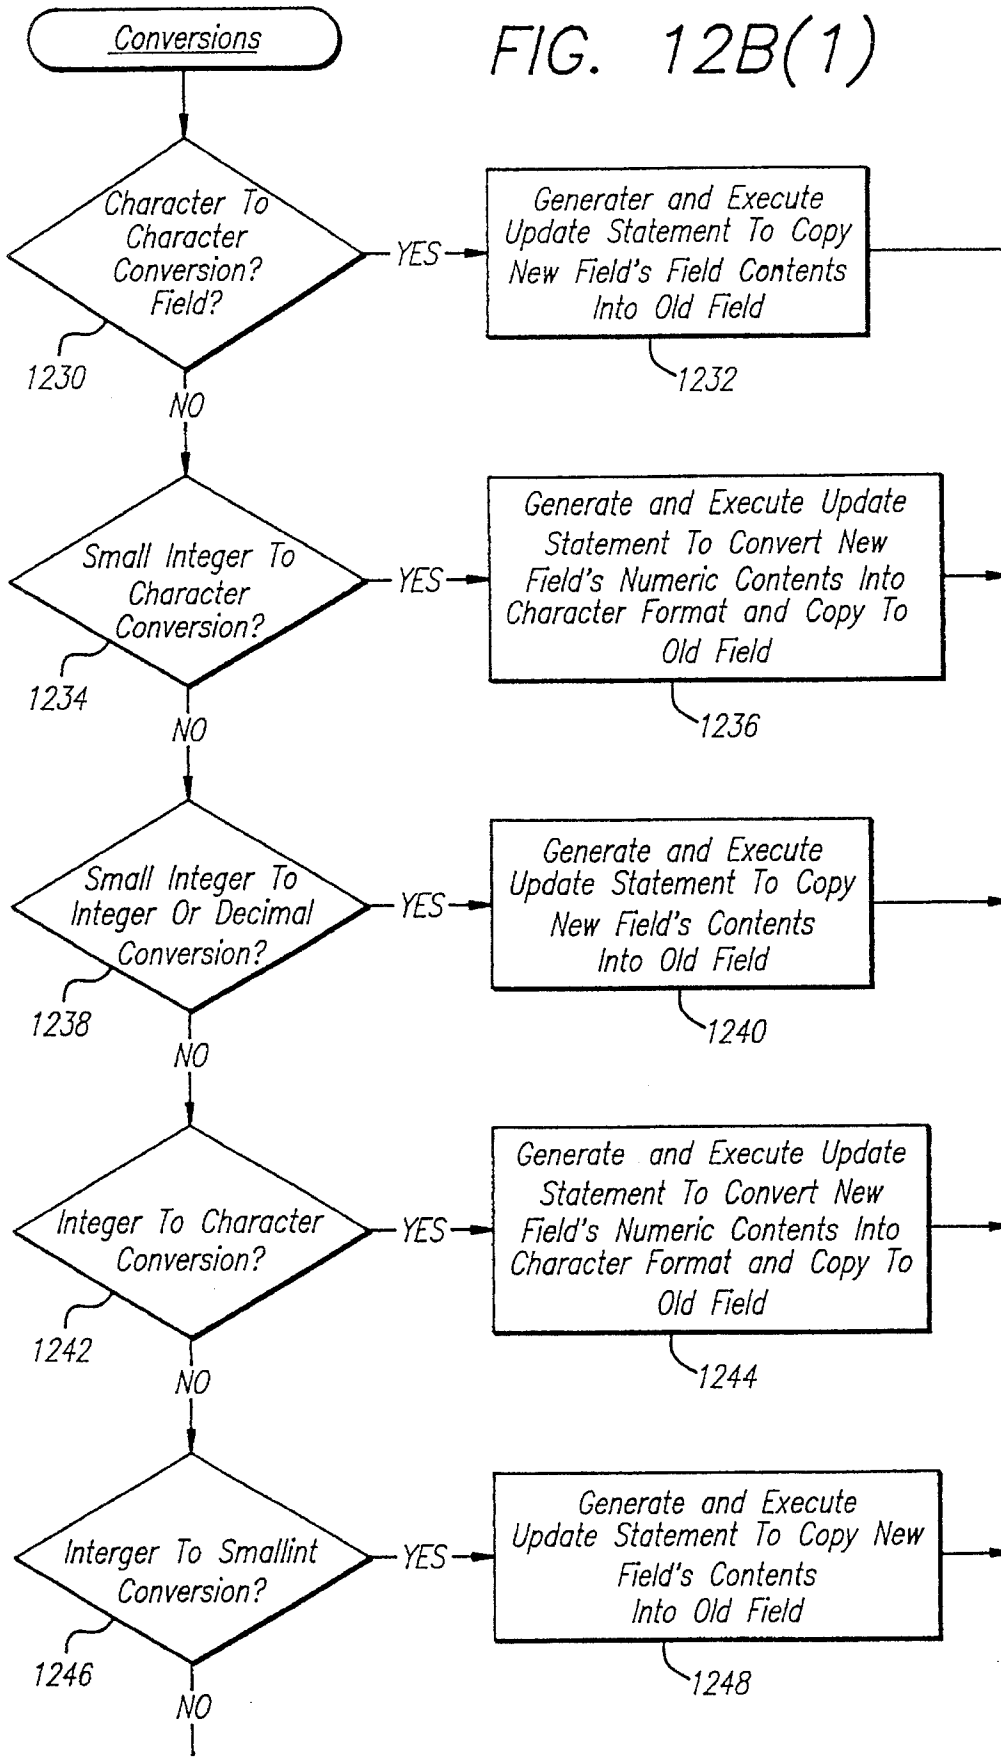 Conversions
FIG. 12B(1)
Character To
Character
Conversion?
Field?
1230
YES
Generater and Execute
Update Statement To Copy
New Field's Field Contents
Into Old Field
1232
NO
Small Integer To
Character
Conversion?
1234
YES
Generate and Execute Update
Statement To Convert New
Field's Numeric Contents Into
Character Format and Copy To
Old Field
1236
NO
Small Integer To
Integer Or Decimal
Conversion?
1238
YES
Generate and Execute
Update Statement To Copy
New Field's Contents
Into Old Field
1240
NO
Integer To Character
Conversion?
1242
YES
Generate and Execute Update
Statement To Convert New
Field's Numeric Contents Into
Character Format and Copy To
Old Field
1244
NO
Interger To Smallint
Conversion?
1246
YES
Generate and Execute
Update Statement To Copy New
Field's Contents
Into Old Field
1248
NO